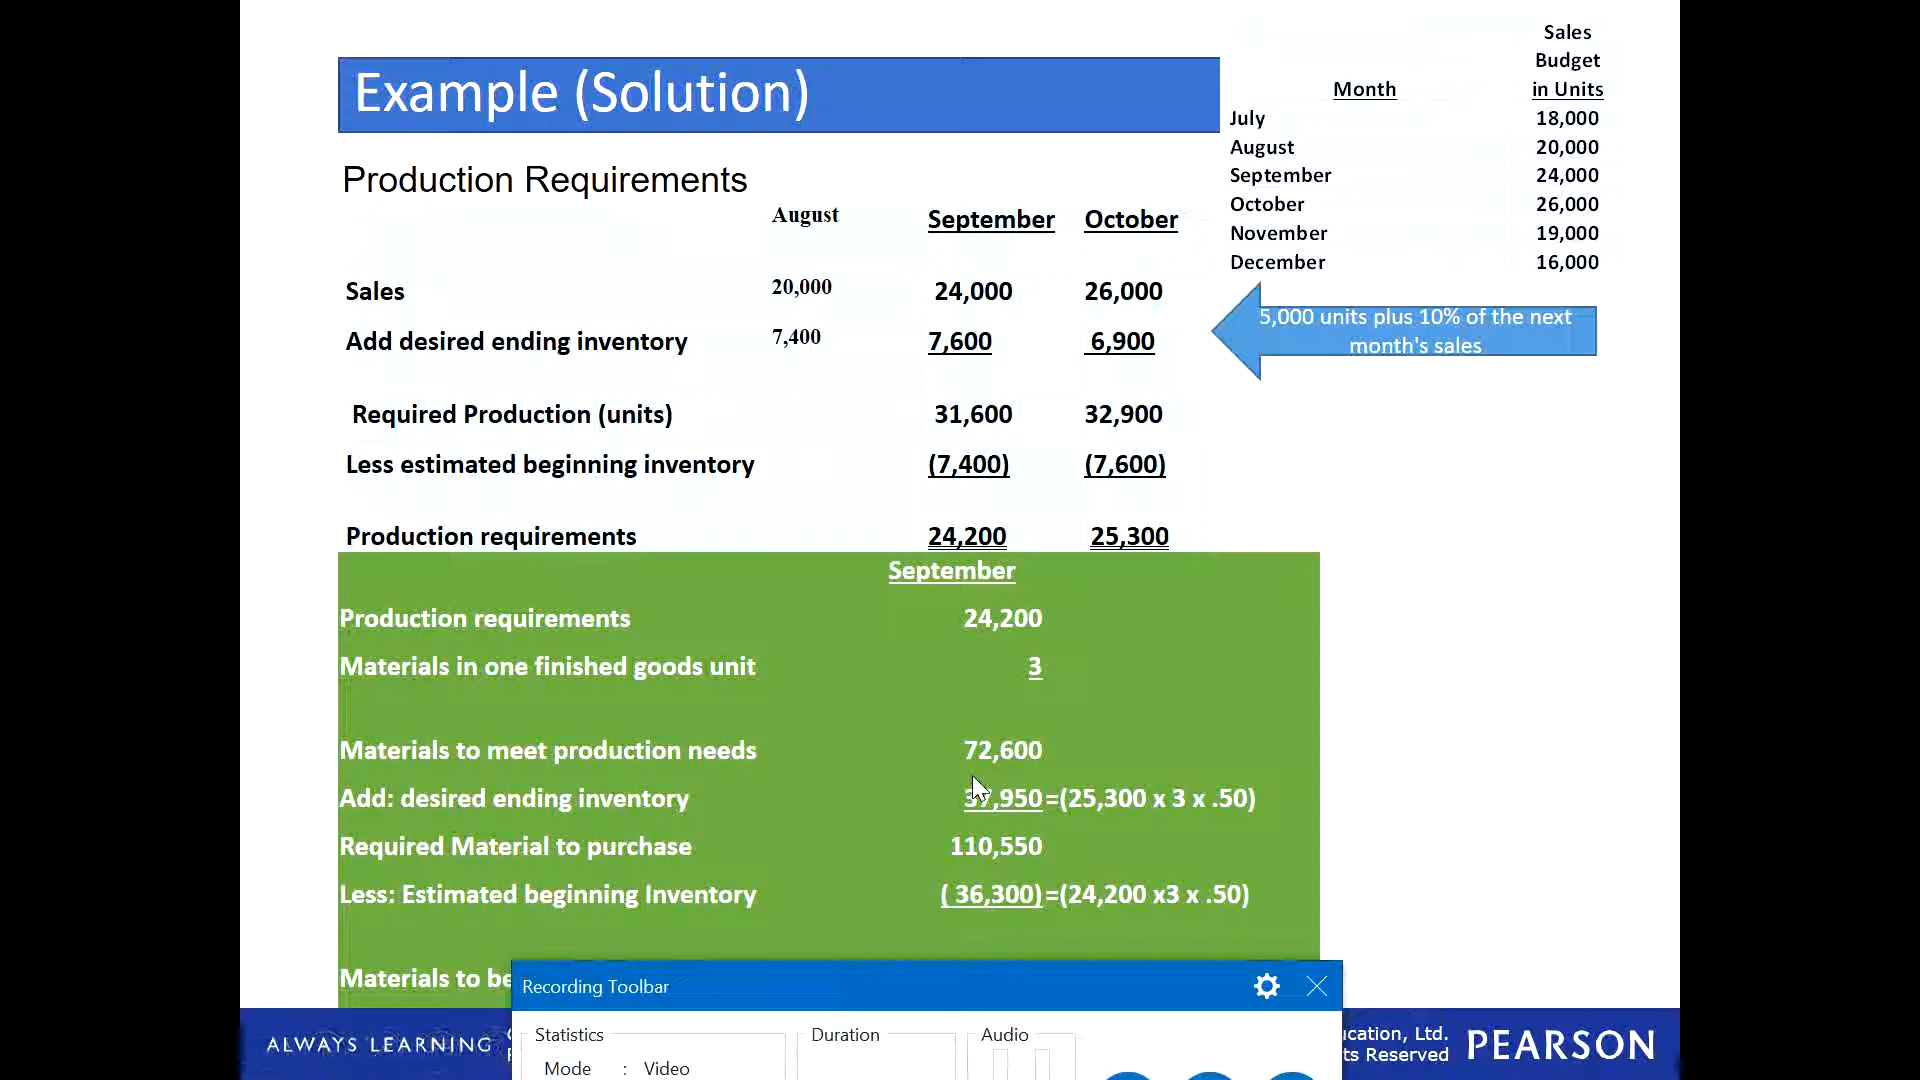 Example (Solution)
Sales
Budget
Month in Units
July 18,000
August 20,000
September 24,000
October 26,000
November 19,000
December 16,000
Production Requirements
August September October
Sales 20,000 24,000 26,000
Add desired ending inventory 7,400 7,600 6,900
5,000 units plus 10% of the next
month's sales
Required Production (units) 31,600 32,900
Less estimated beginning inventory (7,400) (7,600)
Production requirements 24,200 25,300
September
Production requirements 24,200
Materials in one finished goods unit 3
Materials to meet production needs 72,600
Add: desired ending inventory 37,950 =(25,300 x 3 x .50)
Required Material to purchase 110,550
Less: Estimated beginning Inventory ( 36,300) =(24,200 x3 x .50)
Materials to be
Recording Toolbar
Statistics Duration Audio
Mode : Video
ALWAYS LEARNING
Ltd.
Reserved
PEARSON